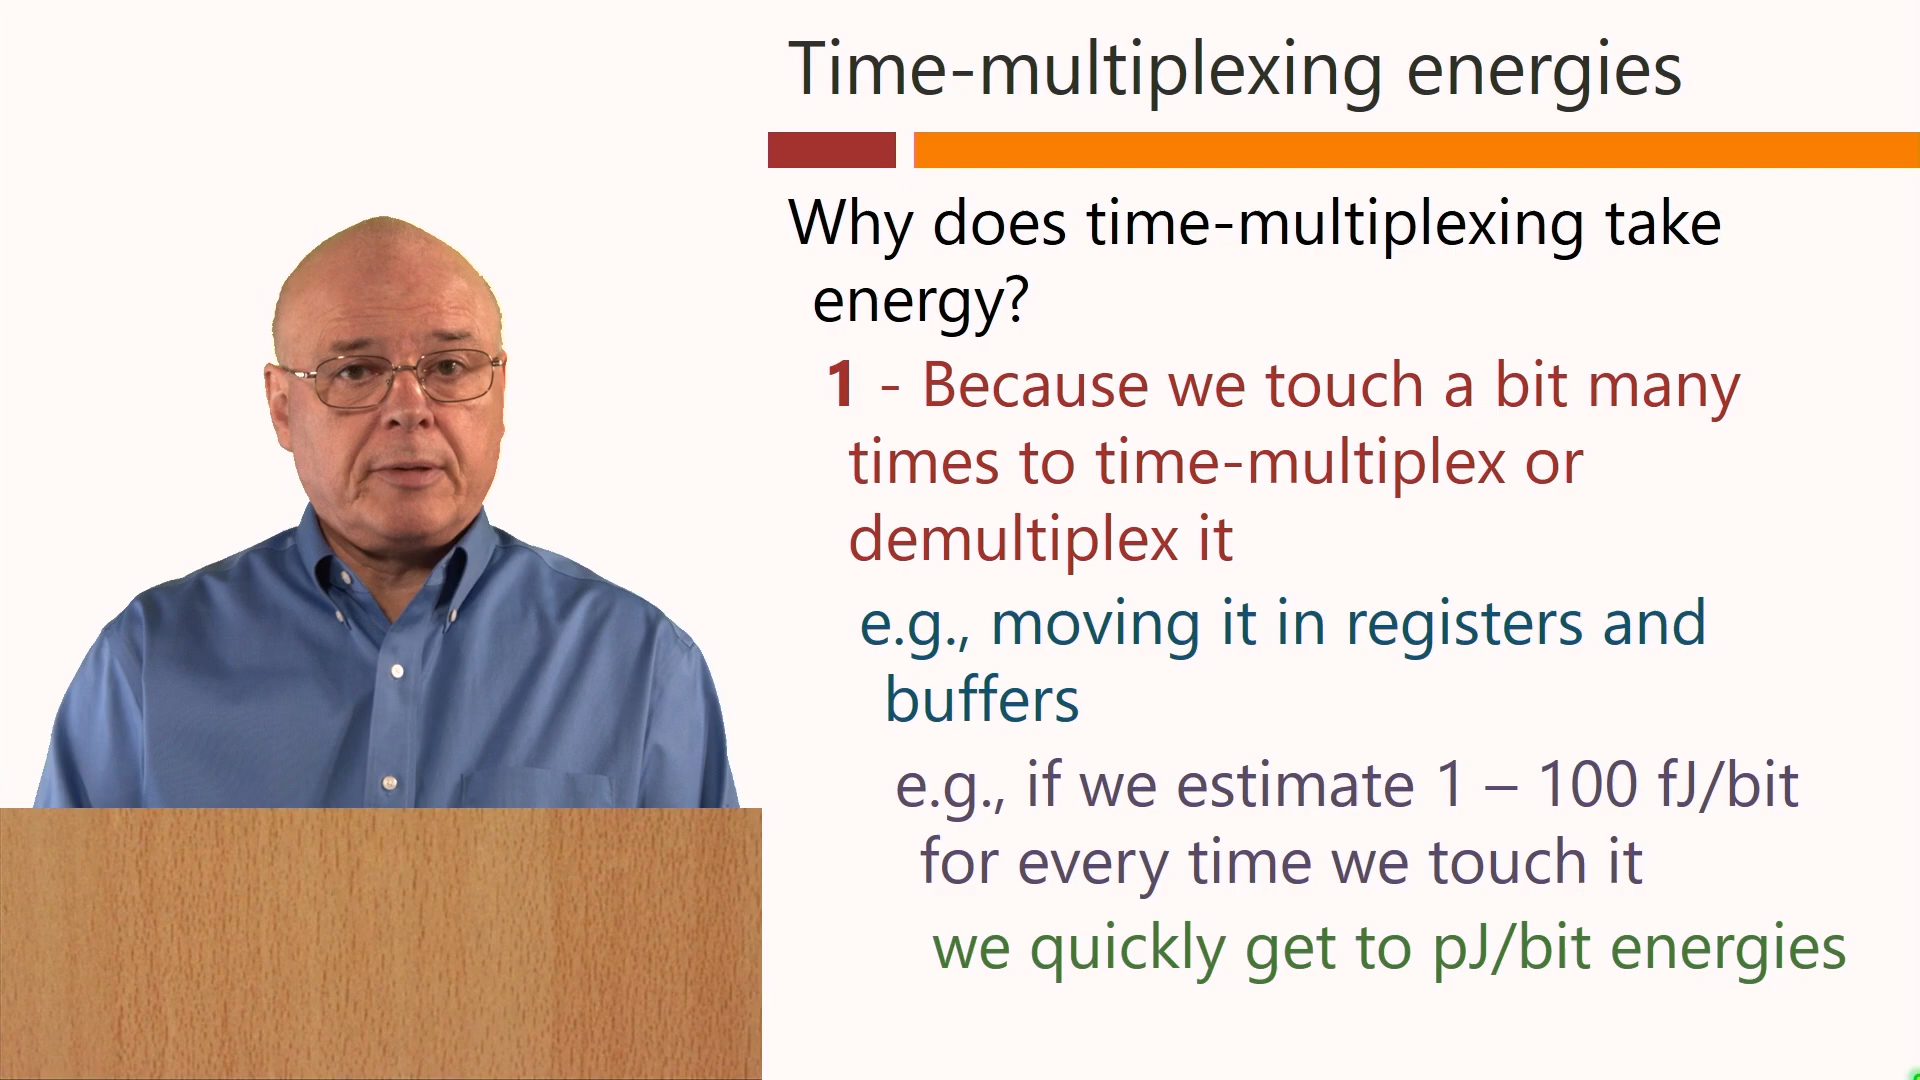 Time-multiplexing energies
Why does time-multiplexing take
energy?
1 - Because we touch a bit many
times to time-multiplex or
demultiplex it
e.g., moving it in registers and
buffers
e.g., if we estimate 1 – 100 fJ/bit
for every time we touch it
we quickly get to pJ/bit energies